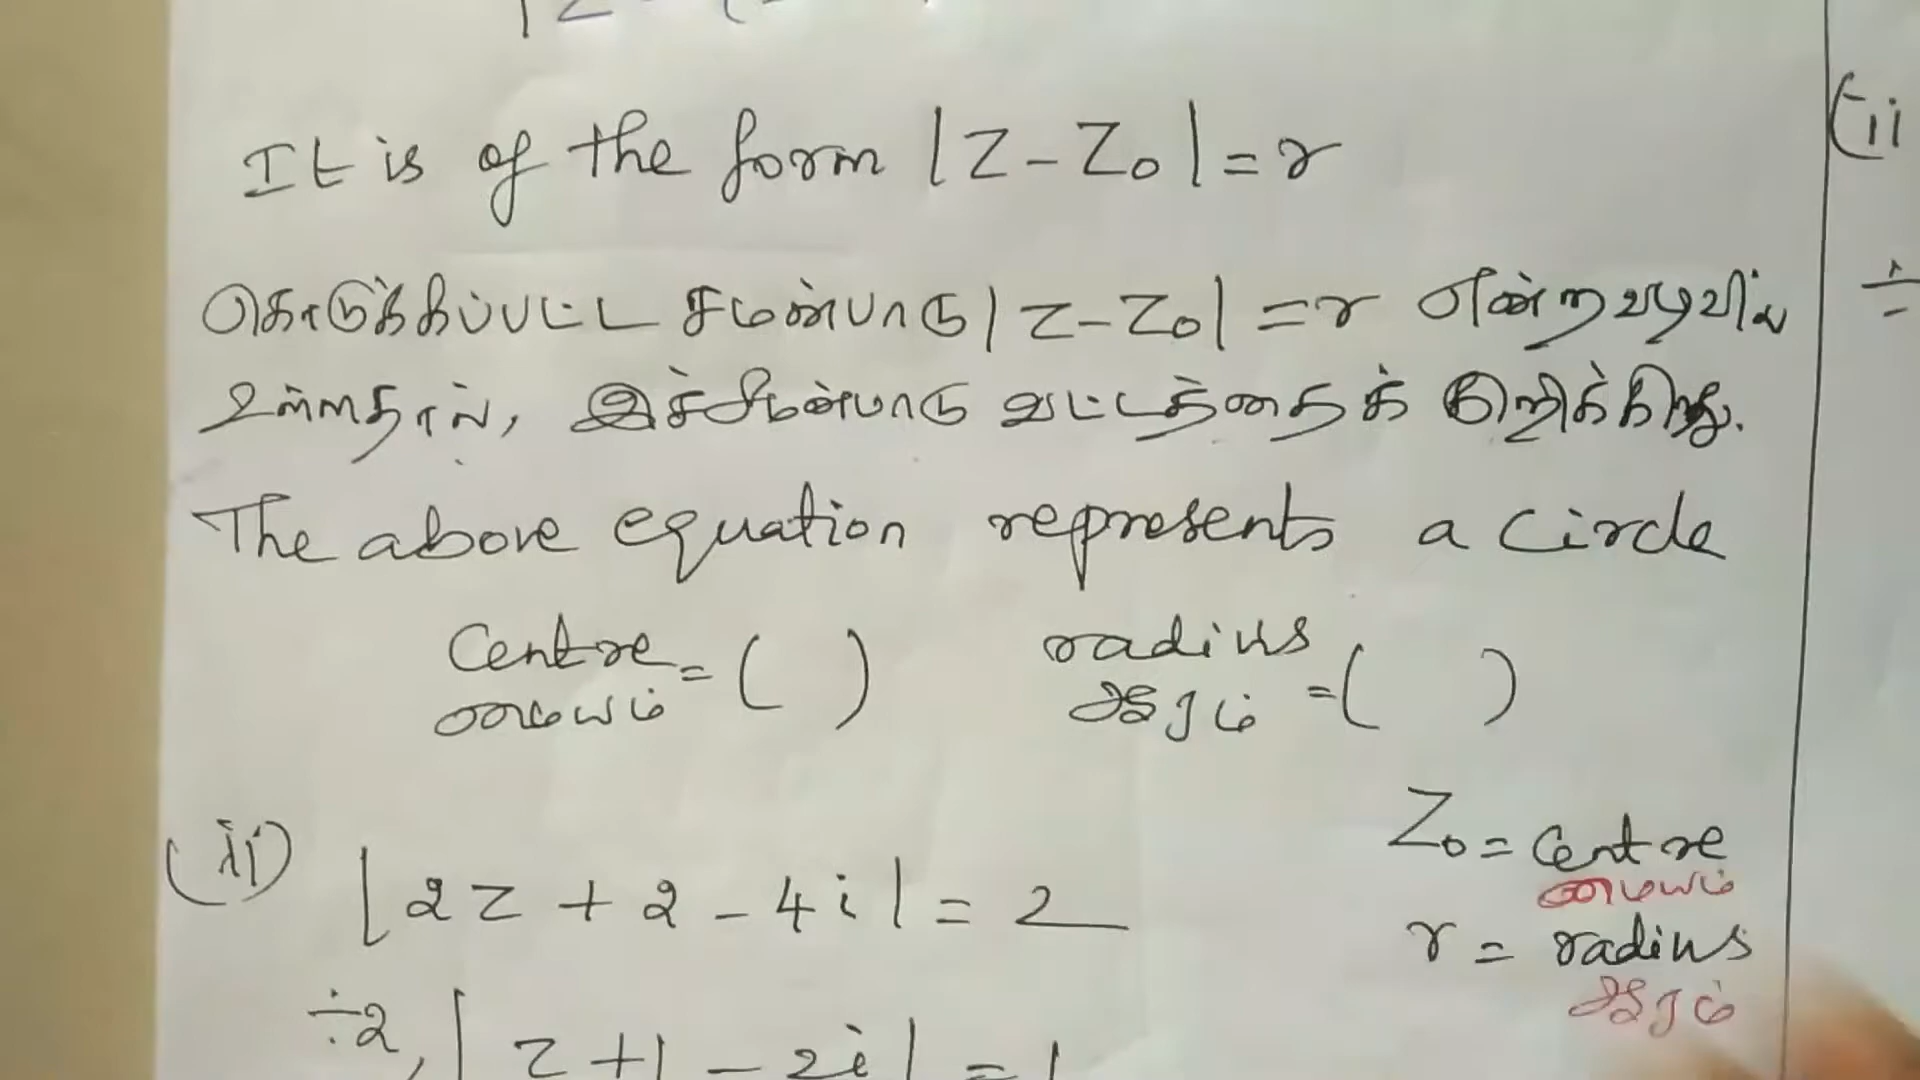 It is of the form |Z-Z₀|=r
கொடுக்கப்பட்ட சமன்பாடு |Z-Z₀|=r என்ற வடிவில்
உள்ளதால், இச்சமன்பாடு வட்டத்தைக் குறிக்கிறது.
The above equation represents a circle
Centre மையம் = ( )
radius ஆரம் = ( )
(ii) |2Z+2-4i|=2
÷2, |Z+1-2i|=1
Z₀ = Centre
மையம்
r = radius
ஆரம்
(ii
÷